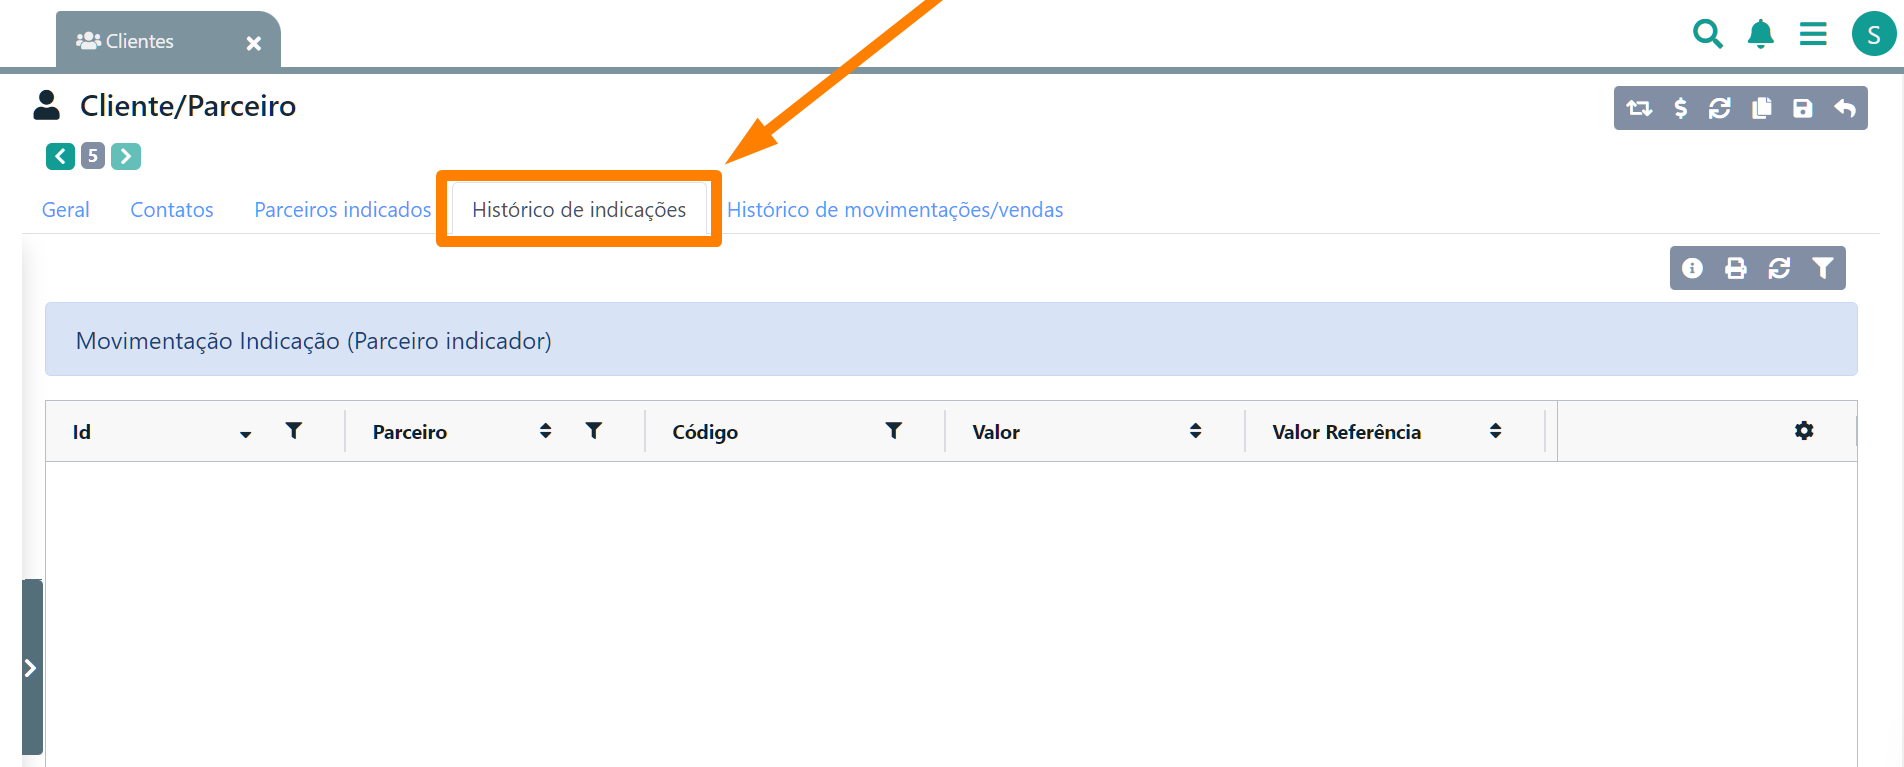 Clientes
S
Cliente/Parceiro
5
Geral Contatos Parceiros indicados Histórico de indicações Histórico de movimentações/vendas
Movimentação Indicação (Parceiro indicador)
Id Parceiro Código Valor Valor Referência